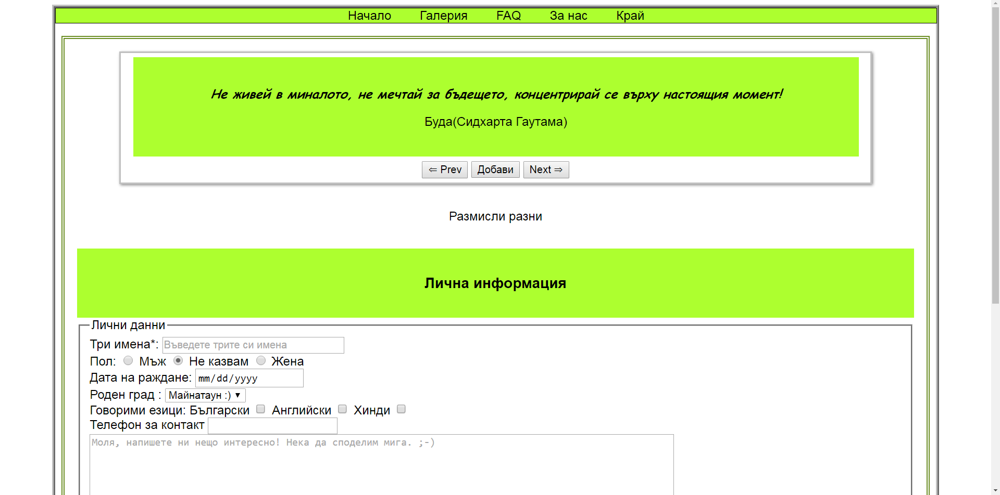 Начало Галерия FAQ За нас Край
Не живей в миналото, не мечтай за бъдещето, концентрирай се върху настоящия момент!
Буда(Сидхарта Гаутама)
⇐ Prev Добави Next ⇒
Размисли разни
Лична информация
Лични данни
Три имена*: Въведете трите си имена
Пол: Мъж Не казвам Жена
Дата на раждане: mm/dd/yyyy
Роден град : Майнатаун :) ▼
Говорими езици: Български Английски Хинди
Телефон за контакт
Моля, напишете ни нещо интересно! Нека да споделим мига. ;-)